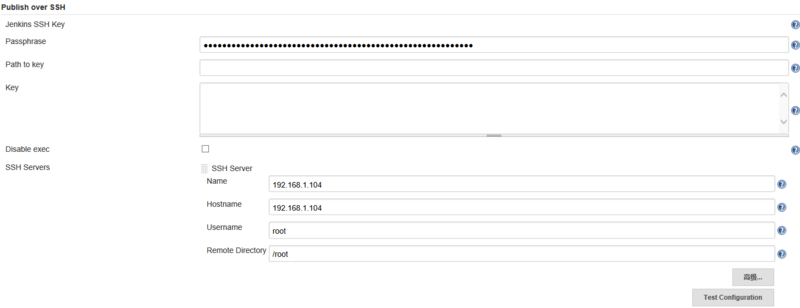 Publish over SSH
Jenkins SSH Key
Passphrase ●●●●●●●●●●●●●●●●●●●●●●●●●●●●●●●●●●●●●●●●●●●●●●●●●●●●●●●●●●
Path to key
Key
Disable exec
SSH Servers
SSH Server
Name 192.168.1.104
Hostname 192.168.1.104
Username root
Remote Directory /root
高级...
Test Configuration